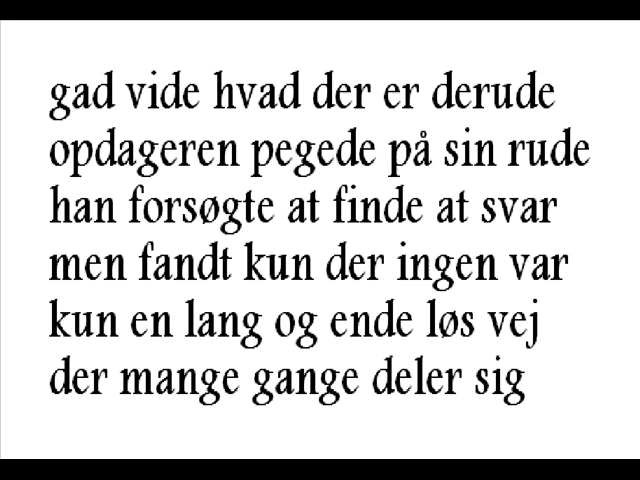 gad vide hvad der er derude
opdageren pegede på sin rude
han forsøgte at finde at svar
men fandt kun der ingen var
kun en lang og ende løs vej
der mange gange deler sig